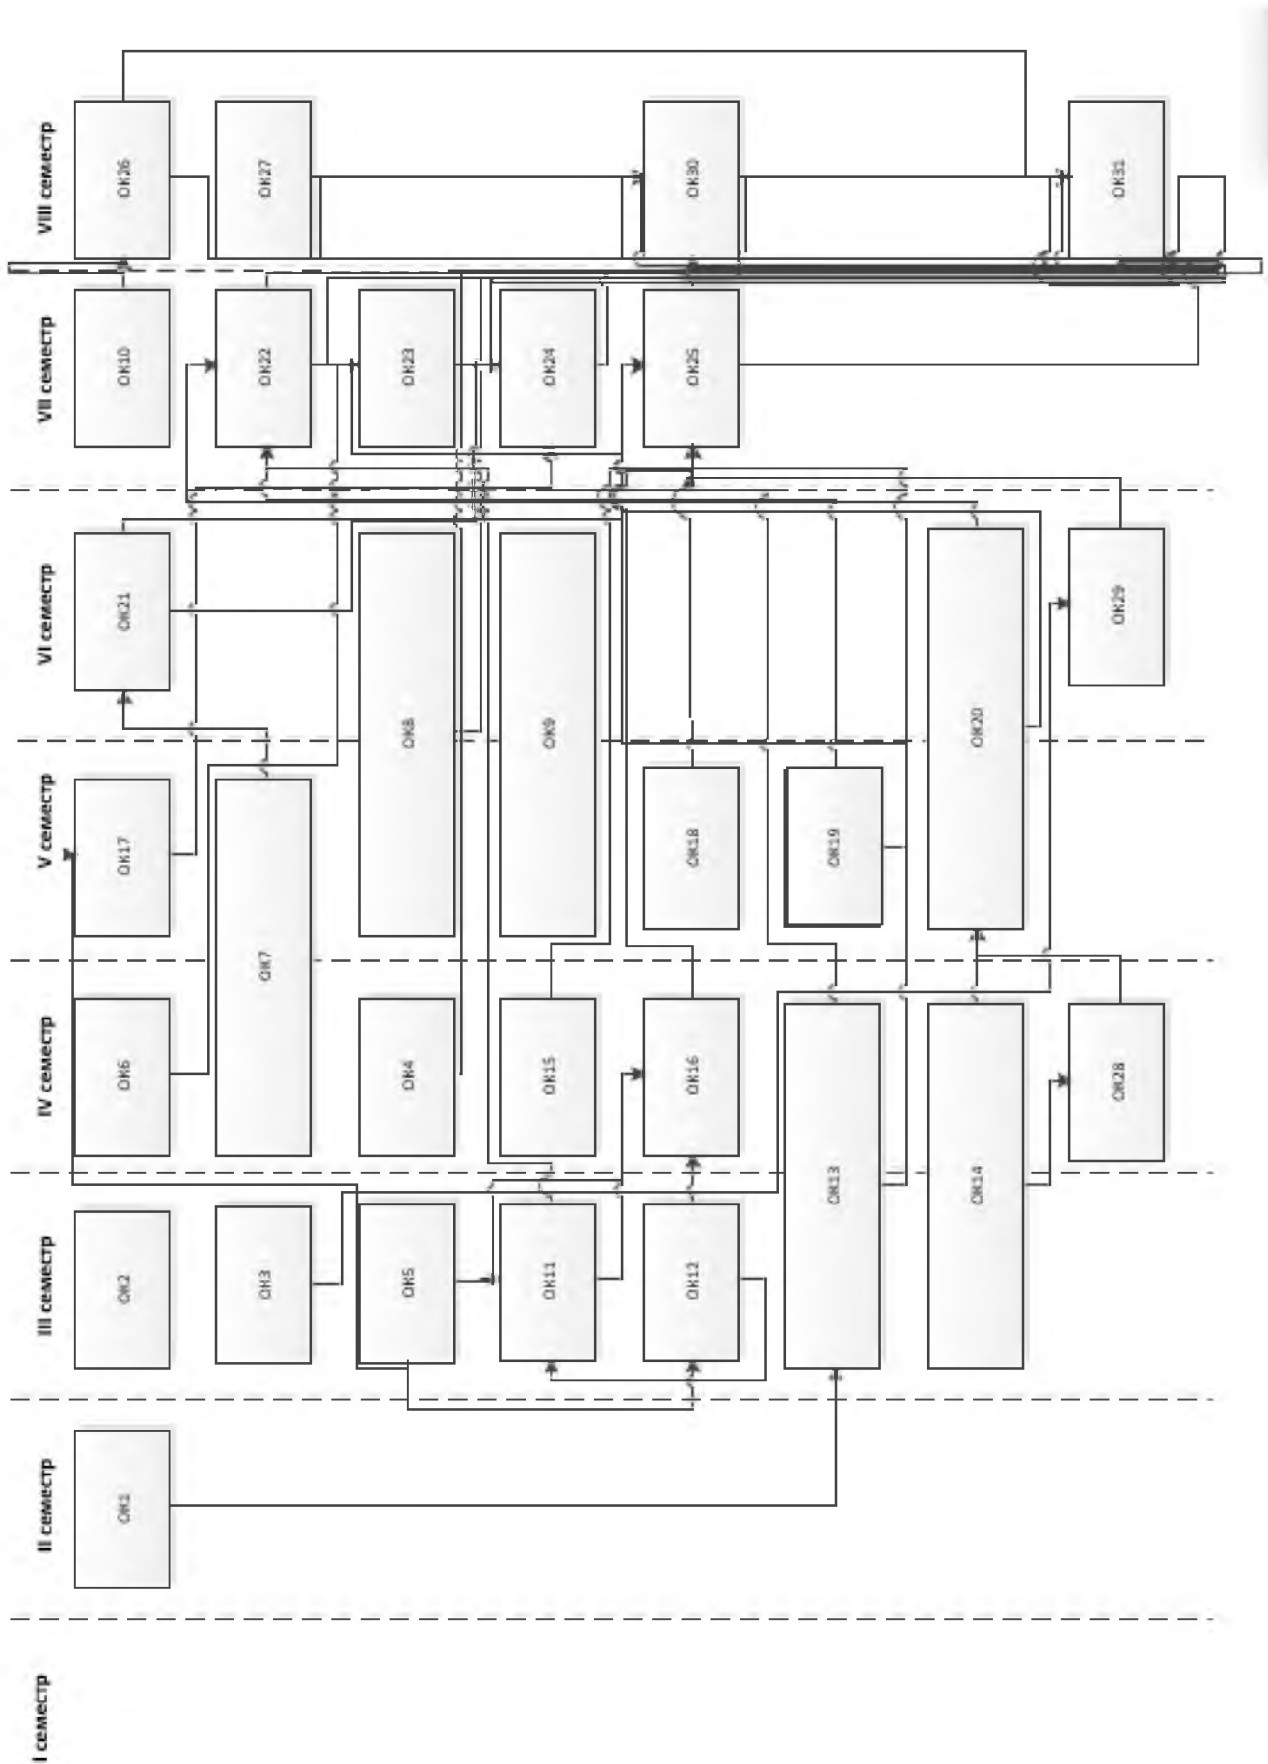 I семестр
II семестр
III семестр
IV семестр
V семестр
VI семестр
VII семестр
VIII семестр
ОК1
ОК2
ОК3
ОК5
ОК11
ОК12
ОК13
ОК14
ОК6
ОК7
ОК4
ОК15
ОК16
ОК28
ОК17
ОК8
ОК9
ОК18
ОК19
ОК20
ОК21
ОК29
ОК10
ОК22
ОК23
ОК24
ОК25
ОК26
ОК27
ОК30
ОК31